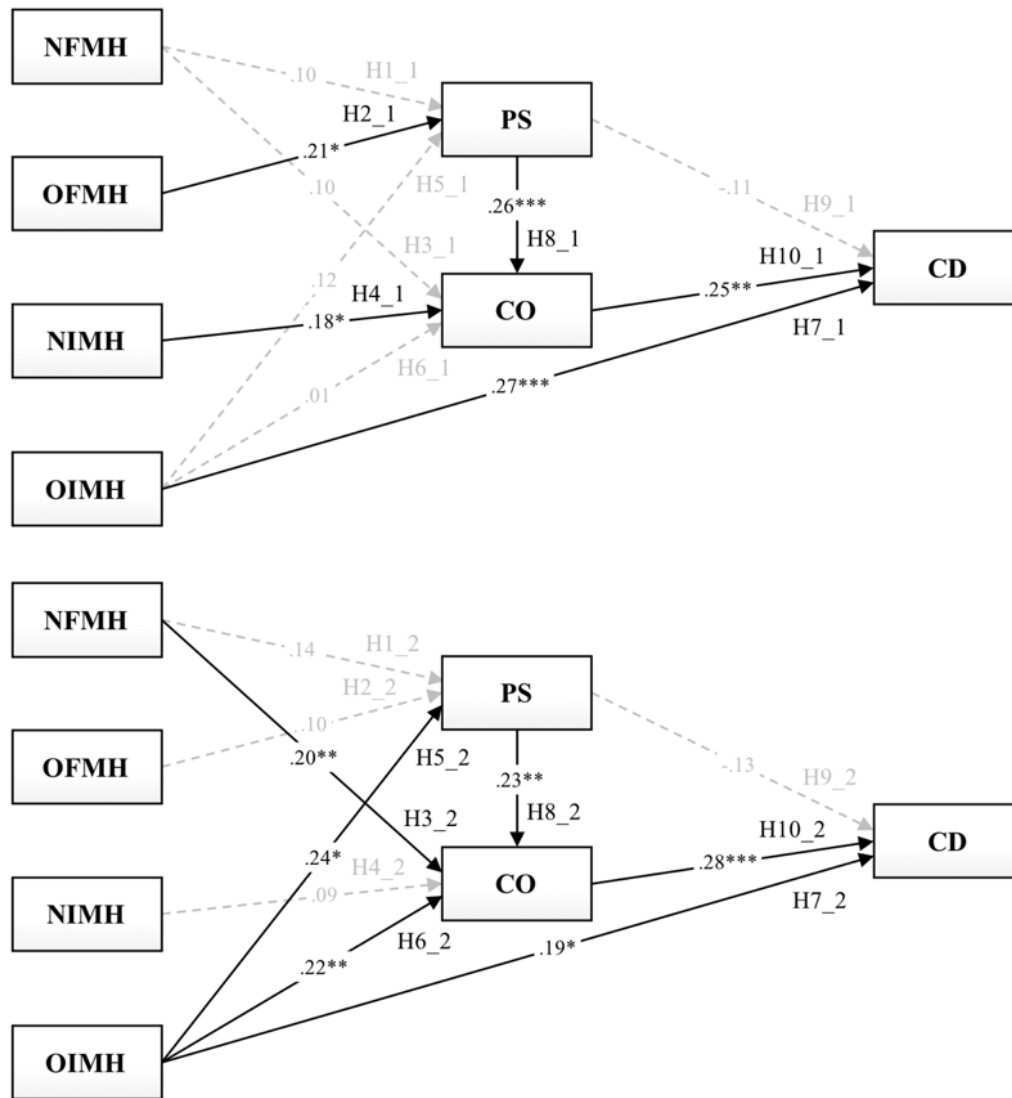 NFMH
.10
H1_1
PS
OFMH
.21*
H2_1
.10
H5_1
-.11
H9_1
.26***
H8_1
CD
.12
H3_1
NIMH
.18*
H4_1
CO
.25**
H10_1
H6_1
.01
H7_1
.27***
OIMH
NFMH
.14
H1_2
PS
H2_2
.10
OFMH
.20**
H5_2
.23**
-.13
H9_2
H8_2
H3_2
CD
.24*
H4_2
.09
NIMH
CO
.28***
H10_2
H6_2
.22**
.19*
H7_2
OIMH